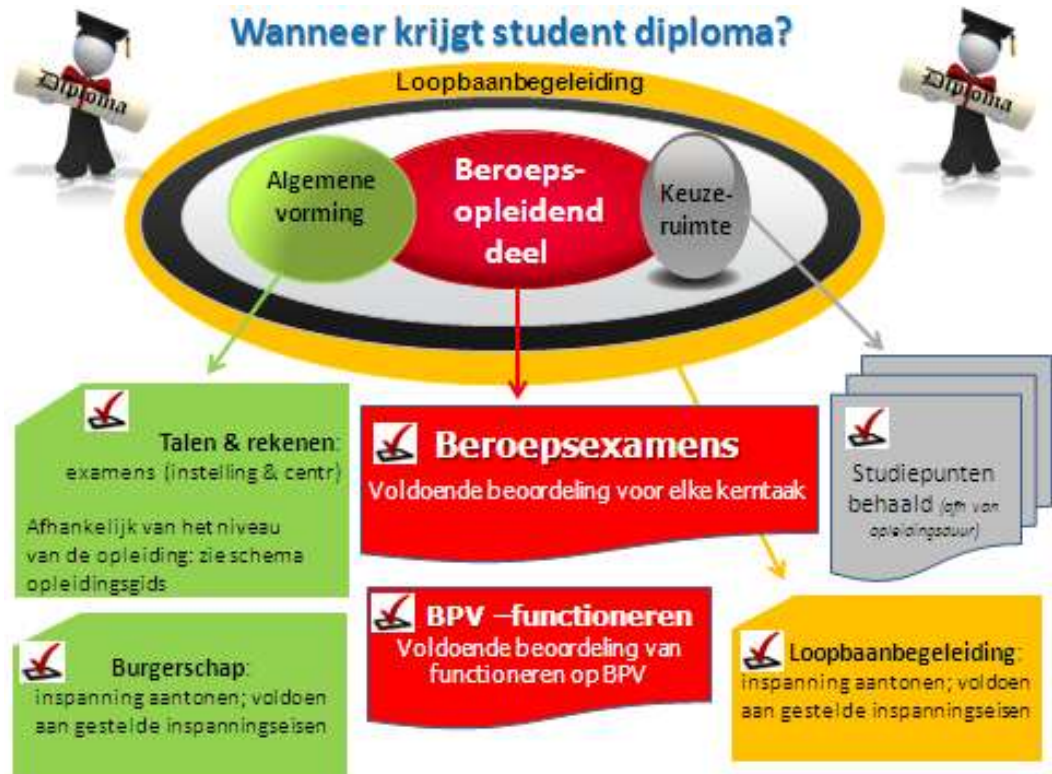 Wanneer krijgt student diploma?
Diploma
Diploma
Loopbaanbegeleiding
Algemene
vorming
Beroeps-
opleidend
deel
Keuze-
ruimte
Talen & rekenen:
examens (instelling & centr)
Afhankelijk van het niveau
van de opleiding: zie schema
opleidingsgids
Beroepsexamens
Voldoende beoordeling voor elke kerntaak
Studiepunten
behaald (afh van
opleidingsduur)
Burgerschap:
inspanning aantonen; voldoen
aan gestelde inspanningseisen
BPV –functioneren
Voldoende beoordeling van
functioneren op BPV
Loopbaanbegeleiding:
inspanning aantonen; voldoen
aan gestelde inspanningseisen